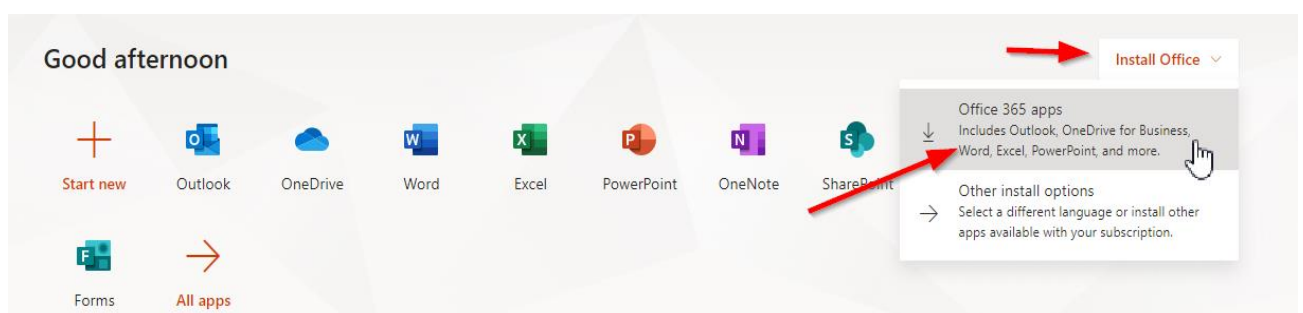 Good afternoon
Install Office
Office 365 apps
Includes Outlook, OneDrive for Business,
Word, Excel, PowerPoint, and more.
Start new Outlook OneDrive Word Excel PowerPoint OneNote SharePoint
Other install options
Select a different language or install other
apps available with your subscription.
Forms All apps